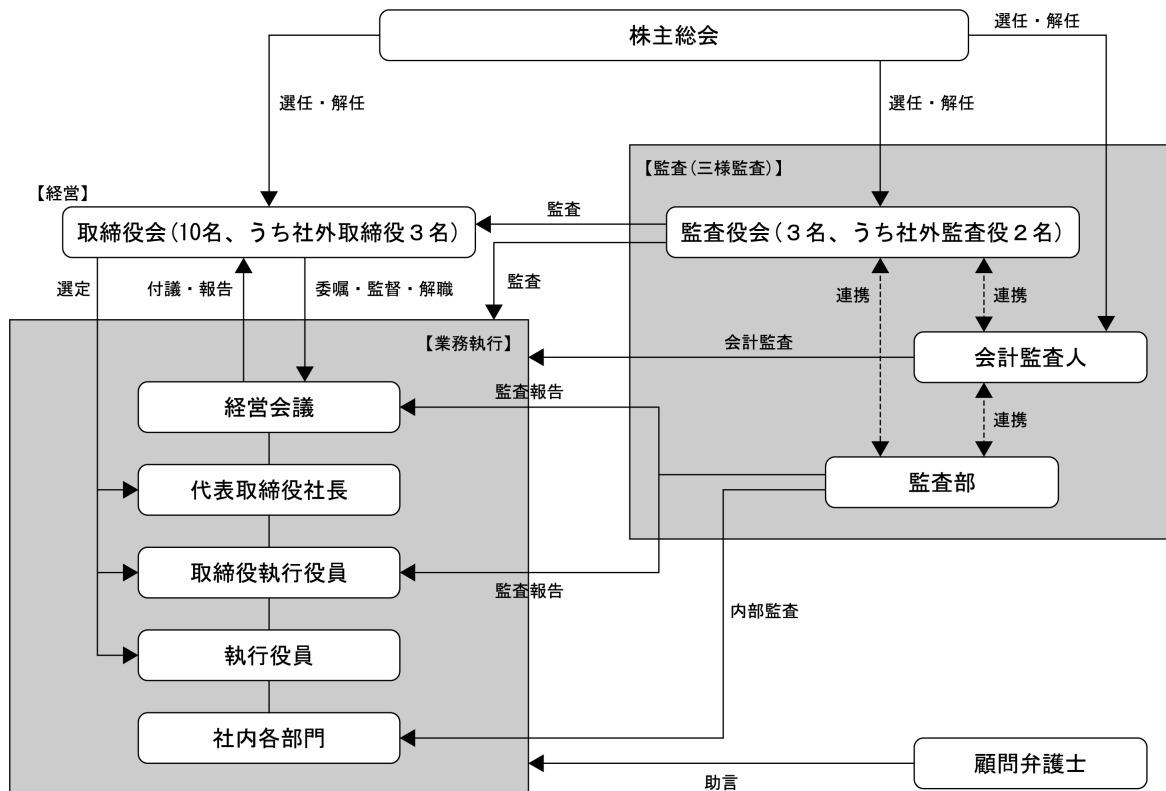 株主総会
選任・解任
選任・解任
選任・解任
【監査(三様監査)】
【経営】
取締役会(10名、うち社外取締役３名)
監査
監査役会(３名、うち社外監査役２名)
選定
付議・報告
委嘱・監督・解職
監査
連携
連携
【業務執行】
会計監査
会計監査人
経営会議
監査報告
連携
代表取締役社長
監査部
取締役執行役員
監査報告
内部監査
執行役員
社内各部門
顧問弁護士
助言